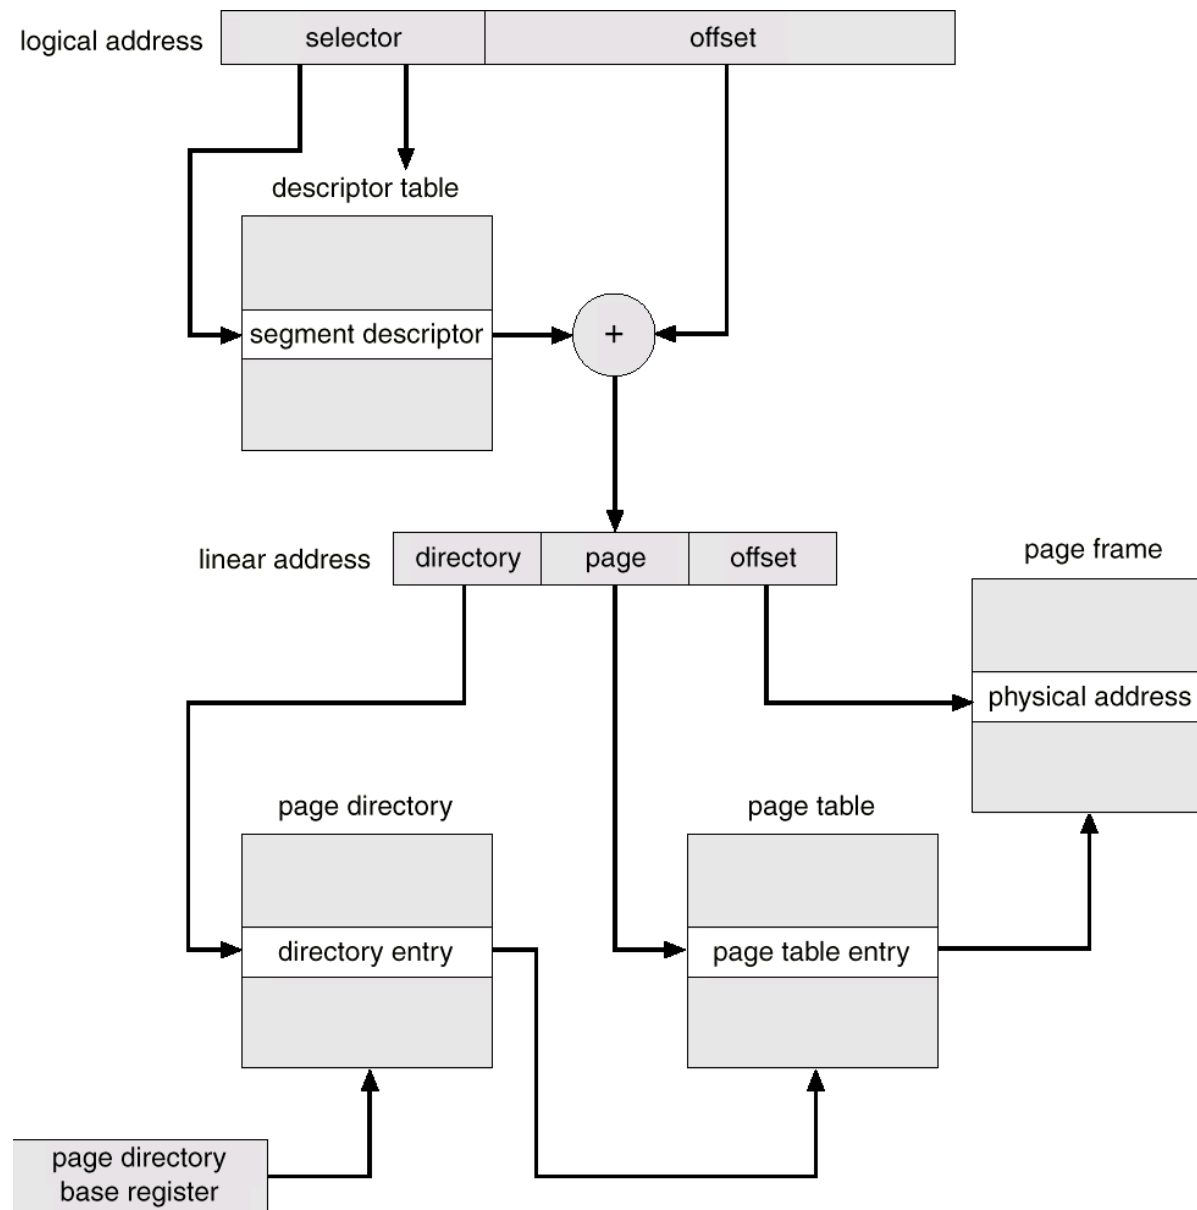 logical address
selector
offset
descriptor table
segment descriptor
+
linear address
directory
page
offset
page frame
physical address
page directory
page table
directory entry
page table entry
page directory
base register